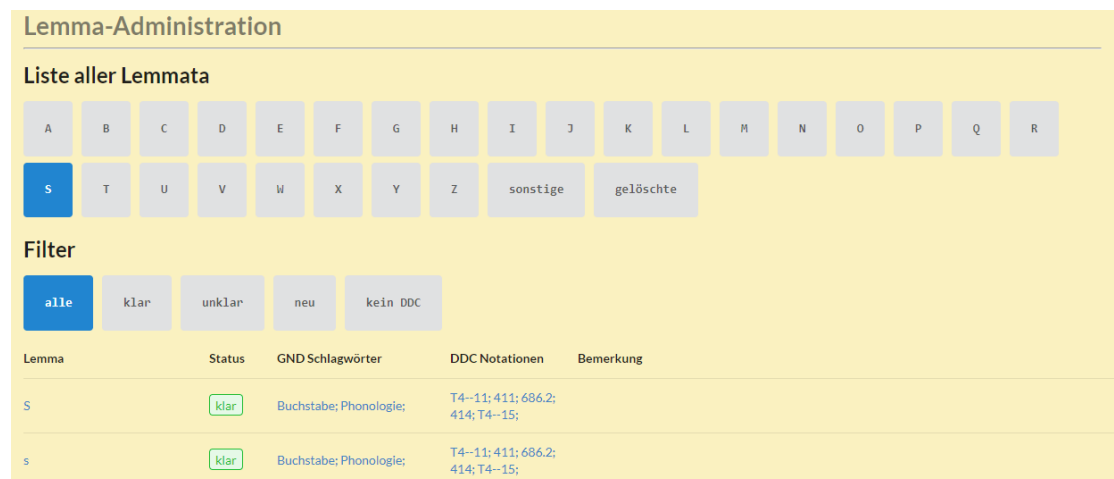 Lemma-Administration
Liste aller Lemmata
A B C D E F G H I J K L M N O P Q R
S T U V W X Y Z sonstige gelöschte
Filter
alle klar unklar neu kein DDC
Lemma Status GND Schlagwörter DDC Notationen Bemerkung
S klar Buchstabe; Phonologie; T4--11; 411; 686.2;
414; T4--15;
s klar Buchstabe; Phonologie; T4--11; 411; 686.2;
414; T4--15;